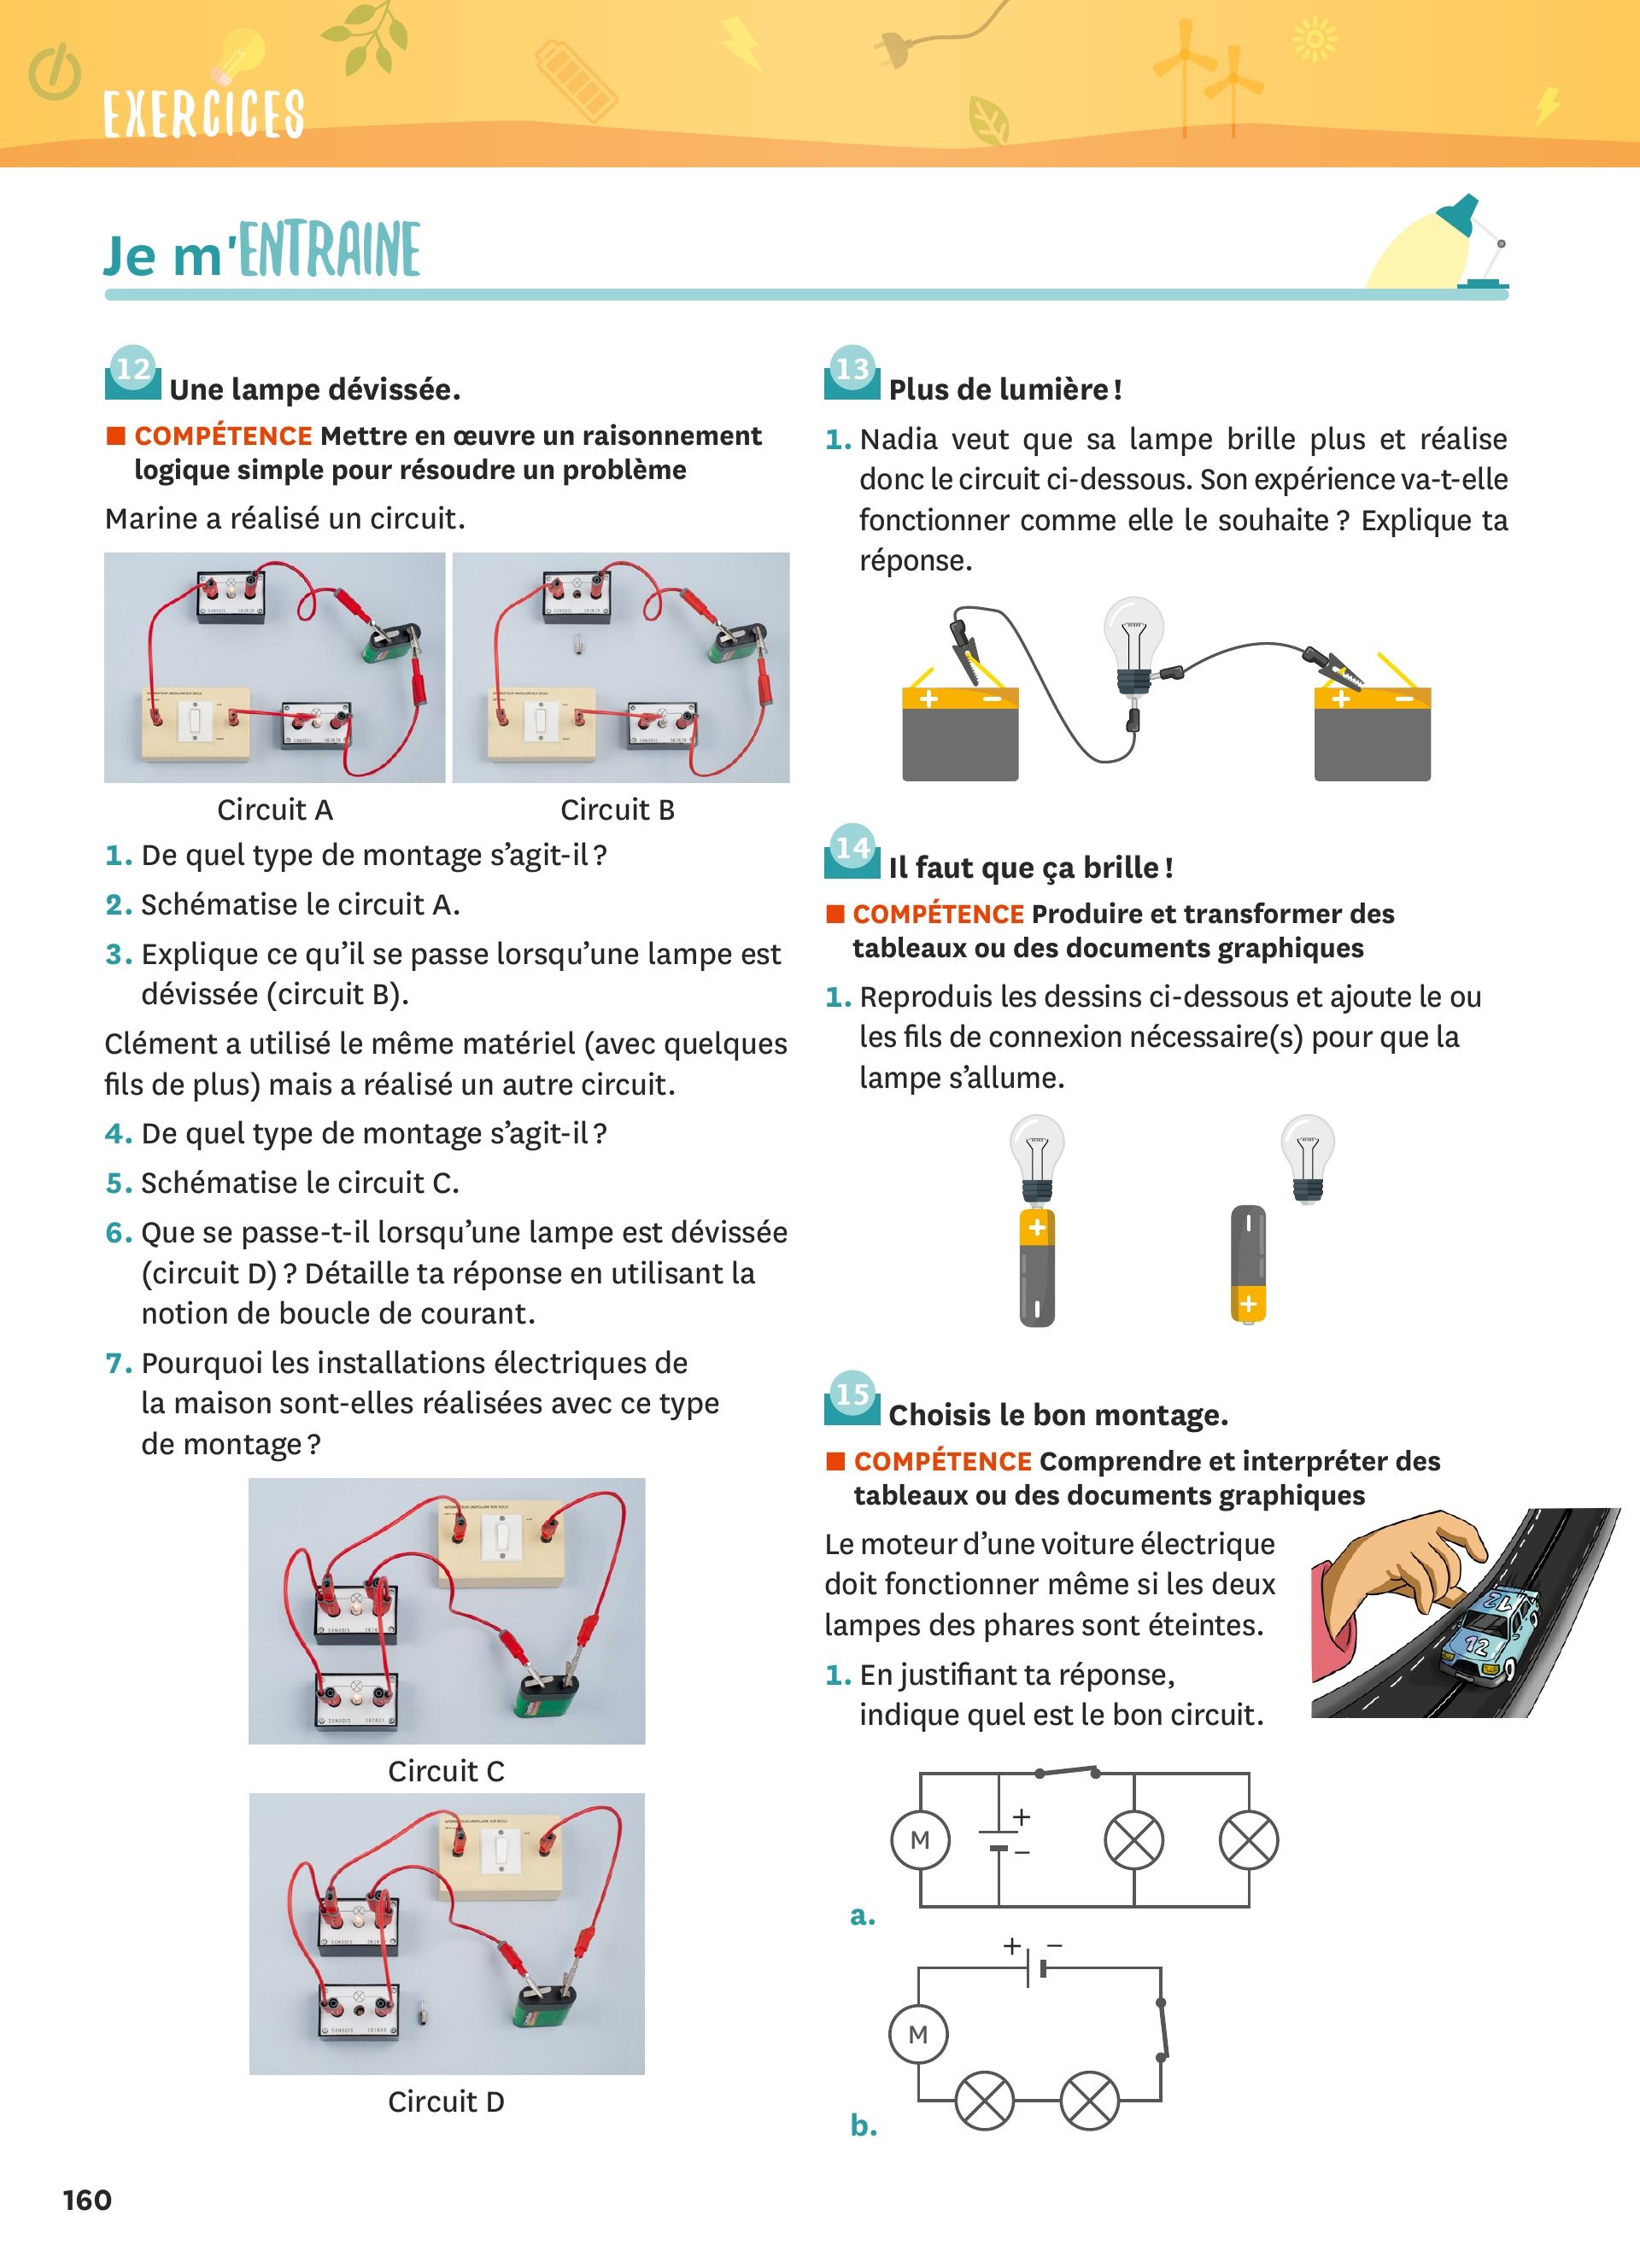 EXERCICES
Je m'ENTRAINE
12 Une lampe dévissée.
■ COMPÉTENCE Mettre en œuvre un raisonnement
logique simple pour résoudre un problème
Marine a réalisé un circuit.
Circuit A
Circuit B
1. De quel type de montage s'agit-il ?
2. Schématise le circuit A.
3. Explique ce qu'il se passe lorsqu'une lampe est
dévissée (circuit B).
Clément a utilisé le même matériel (avec quelques
fils de plus) mais a réalisé un autre circuit.
4. De quel type de montage s'agit-il ?
5. Schématise le circuit C.
6. Que se passe-t-il lorsqu'une lampe est dévissée
(circuit D) ? Détaille ta réponse en utilisant la
notion de boucle de courant.
7. Pourquoi les installations électriques de
la maison sont-elles réalisées avec ce type
de montage ?
Circuit C
Circuit D
13 Plus de lumière !
1. Nadia veut que sa lampe brille plus et réalise
donc le circuit ci-dessous. Son expérience va-t-elle
fonctionner comme elle le souhaite ? Explique ta
réponse.
+ −
+ −
14 Il faut que ça brille !
■ COMPÉTENCE Produire et transformer des
tableaux ou des documents graphiques
1. Reproduis les dessins ci-dessous et ajoute le ou
les fils de connexion nécessaire(s) pour que la
lampe s'allume.
+
−
−
+
15 Choisis le bon montage.
■ COMPÉTENCE Comprendre et interpréter des
tableaux ou des documents graphiques
Le moteur d'une voiture électrique
doit fonctionner même si les deux
lampes des phares sont éteintes.
1. En justifiant ta réponse,
indique quel est le bon circuit.
12
12
M
+
−
a.
+ −
M
b.
160